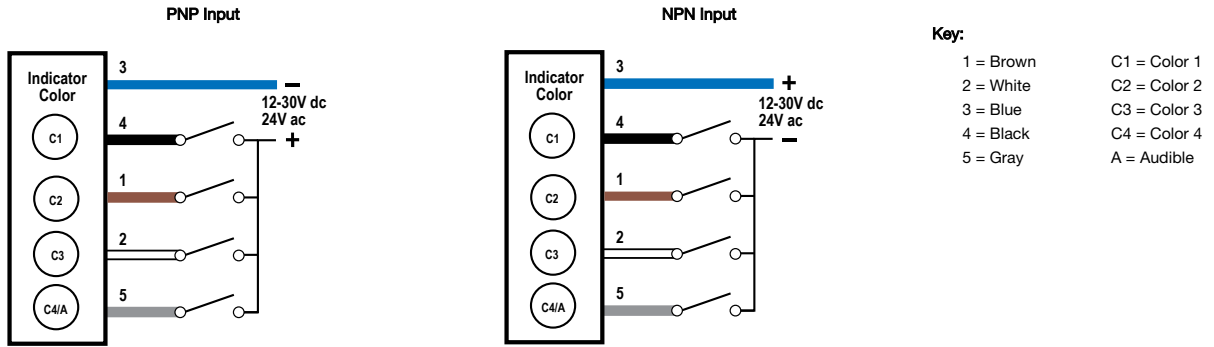 PNP Input
Indicator
Color
3
−
12-30V dc
24V ac
4
+
C1
1
C2
2
C3
5
C4/A
NPN Input
Indicator
Color
3
+
12-30V dc
24V ac
4
−
C1
1
C2
2
C3
5
C4/A
Key:
1 = Brown C1 = Color 1
2 = White C2 = Color 2
3 = Blue C3 = Color 3
4 = Black C4 = Color 4
5 = Gray A = Audible